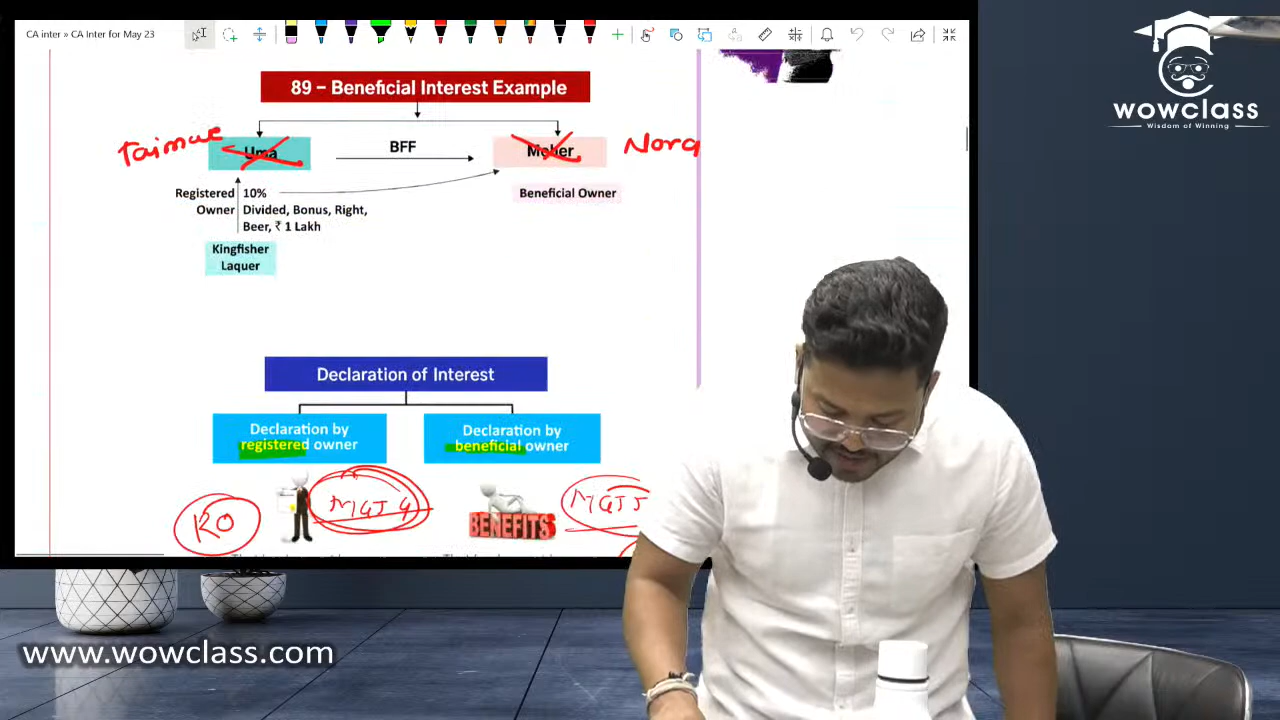 CA inter » CA Inter for May 23
wowclass
Wisdom of Winning
89 – Beneficial Interest Example
Taimur
Uma
BFF
Meher
Nora
Registered Owner
10%
Divided, Bonus, Right,
Beer, ₹ 1 Lakh
Beneficial Owner
Kingfisher
Laquer
Declaration of Interest
Declaration by
registered owner
Declaration by
beneficial owner
RO
MGT 4
BENEFITS
MGT 5
www.wowclass.com